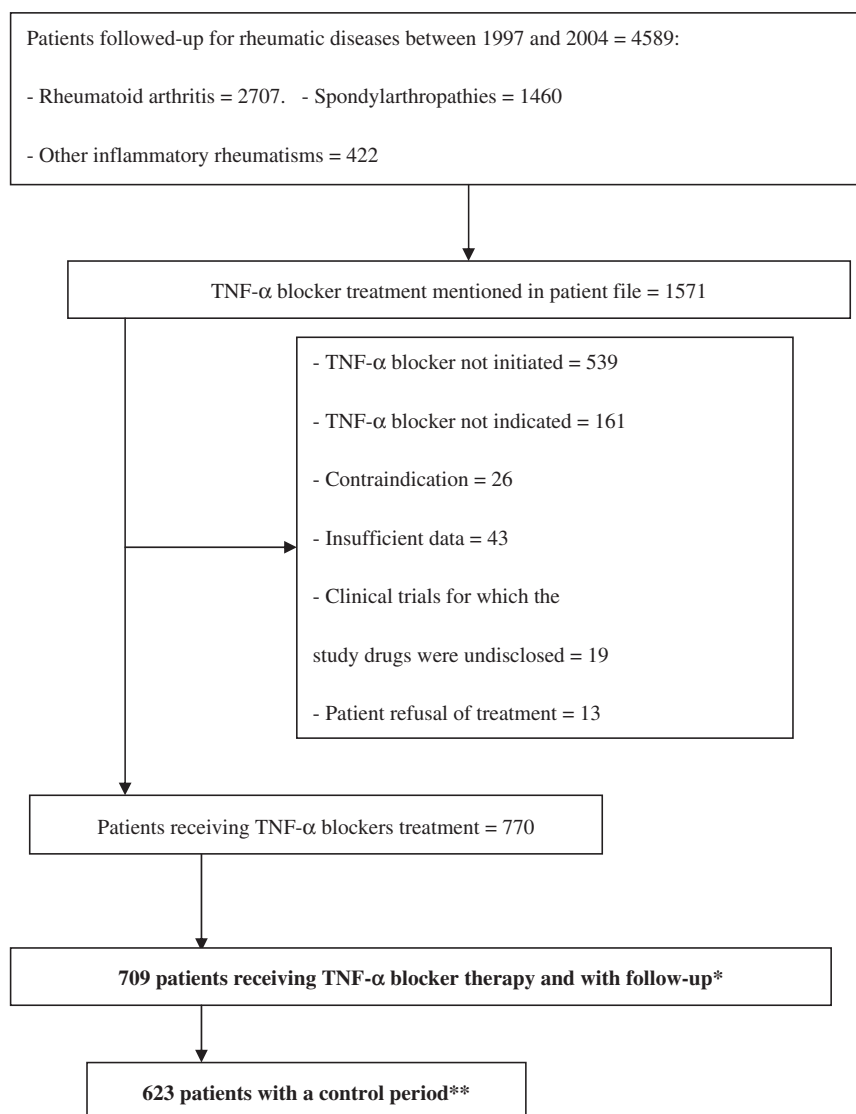 Patients followed-up for rheumatic diseases between 1997 and 2004 = 4589:
- Rheumatoid arthritis = 2707.   - Spondylarthropathies = 1460
- Other inflammatory rheumatisms = 422
TNF-α blocker treatment mentioned in patient file = 1571
- TNF-α blocker not initiated = 539
- TNF-α blocker not indicated = 161
- Contraindication = 26
- Insufficient data = 43
- Clinical trials for which the
study drugs were undisclosed = 19
- Patient refusal of treatment = 13
Patients receiving TNF-α blockers treatment = 770
709 patients receiving TNF-α blocker therapy and with follow-up*
623 patients with a control period**